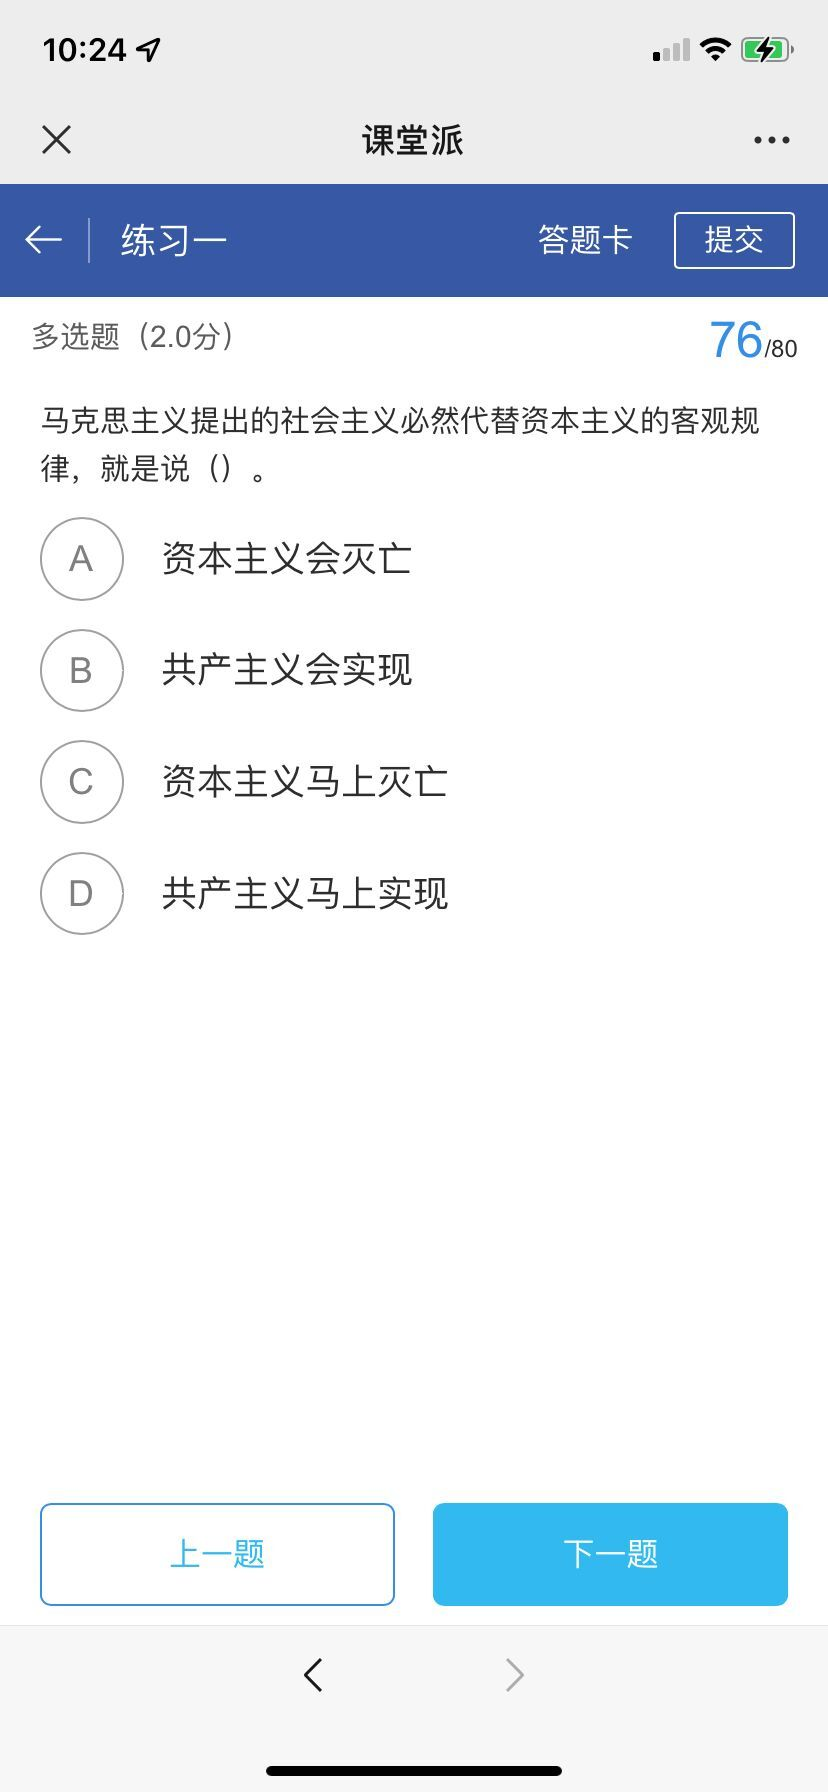 10:24
课堂派
练习一 答题卡 提交
多选题（2.0分） 76/80
马克思主义提出的社会主义必然代替资本主义的客观规
律，就是说（）。
A 资本主义会灭亡
B 共产主义会实现
C 资本主义马上灭亡
D 共产主义马上实现
上一题 下一题